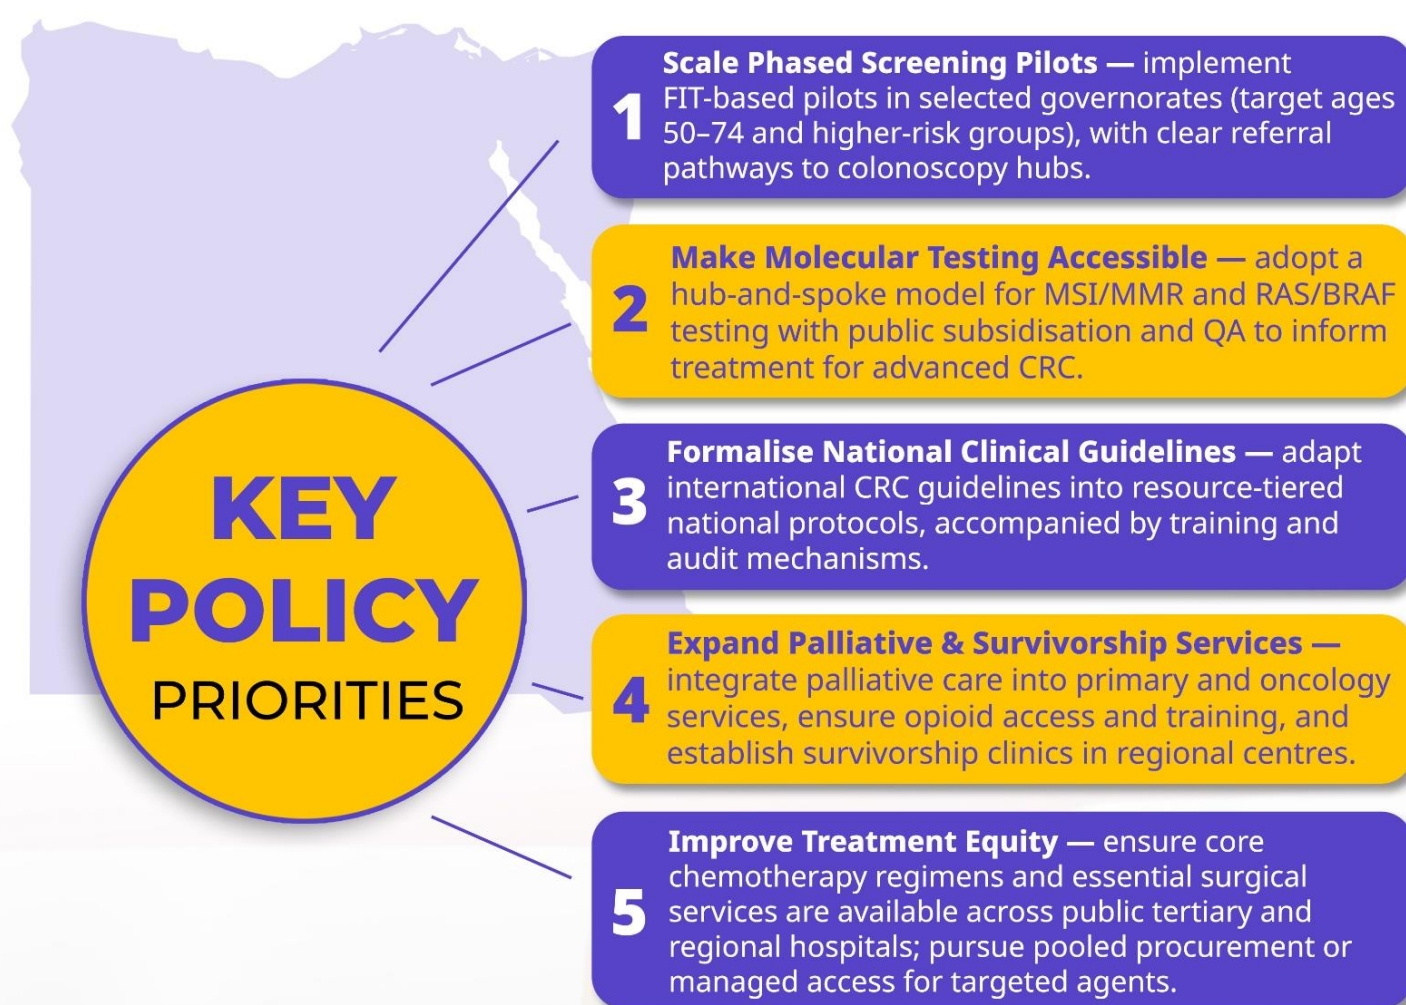 KEY
POLICY
PRIORITIES
1
Scale Phased Screening Pilots — implement
FIT-based pilots in selected governorates (target ages
50–74 and higher-risk groups), with clear referral
pathways to colonoscopy hubs.
2
Make Molecular Testing Accessible — adopt a
hub-and-spoke model for MSI/MMR and RAS/BRAF
testing with public subsidisation and QA to inform
treatment for advanced CRC.
3
Formalise National Clinical Guidelines — adapt
international CRC guidelines into resource-tiered
national protocols, accompanied by training and
audit mechanisms.
4
Expand Palliative & Survivorship Services —
integrate palliative care into primary and oncology
services, ensure opioid access and training, and
establish survivorship clinics in regional centres.
5
Improve Treatment Equity — ensure core
chemotherapy regimens and essential surgical
services are available across public tertiary and
regional hospitals; pursue pooled procurement or
managed access for targeted agents.